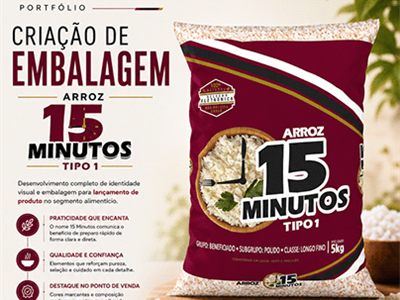 PORTFÓLIO
CRIAÇÃO DE
EMBALAGEM
ARROZ
15
MINUTOS
TIPO 1
Desenvolvimento completo de identidade
visual e embalagem para lançamento de
produto no segmento alimentício.
PRATICIDADE QUE ENCANTA
O nome 15 Minutos comunica o
benefício de preparo rápido de
forma clara e direta.
QUALIDADE E CONFIANÇA
Elementos que reforçam pureza,
seleção e cuidado em cada detalhe.
DESTAQUE NO PONTO DE VENDA
Cores marcantes e composição
ELETRÔNICA
ARROZ
15
MINUTOS
TIPO 1
GRUPO: BENEFICIADO • SUBGRUPO: POLIDO • CLASSE: LONGO FINO
5kg
ARROZ 15 MINUTOS